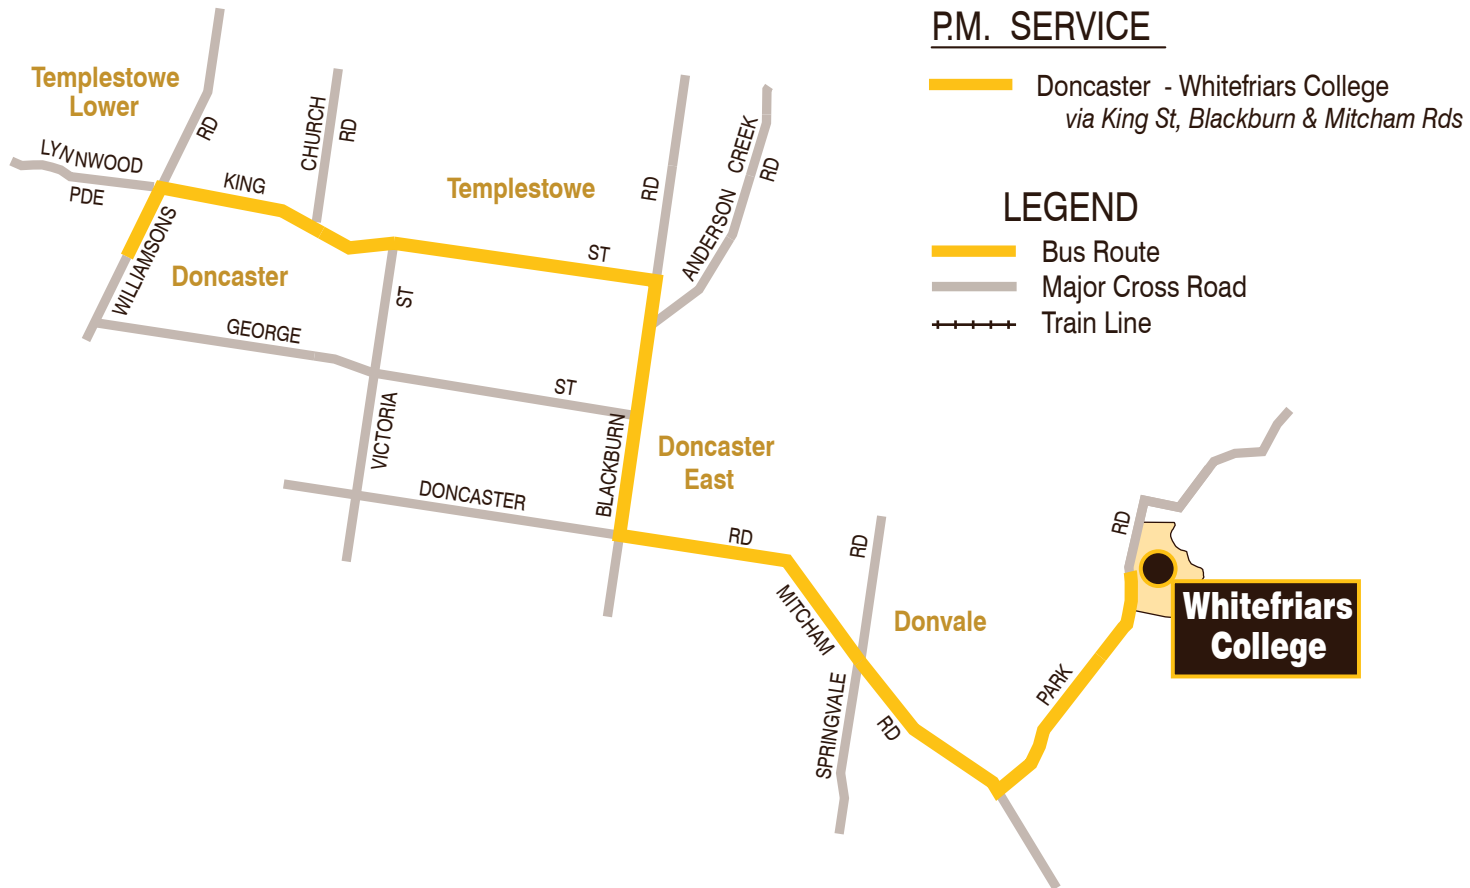 P.M. SERVICE
Doncaster - Whitefriars College
via King St, Blackburn & Mitcham Rds
LEGEND
Bus Route
Major Cross Road
Train Line
Templestowe
Lower
RD
CHURCH
RD
LYNNWOOD
PDE
KING
Templestowe
RD
ANDERSON CREEK
RD
WILLIAMSONS
Doncaster
ST
ST
GEORGE
ST
VICTORIA
BLACKBURN
Doncaster
East
DONCASTER
RD
RD
RD
MITCHAM
Donvale
Whitefriars
College
SPRINGVALE
RD
PARK